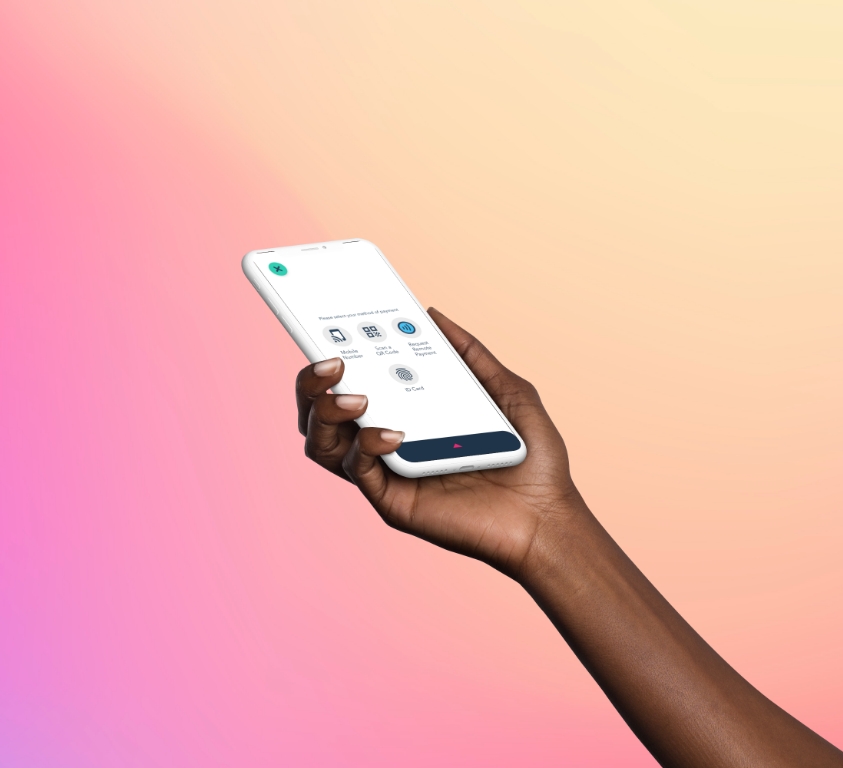 Please select your method of payment
Mobile
Number
Scan a
QR Code
Request
Remote
Payment
ID Card